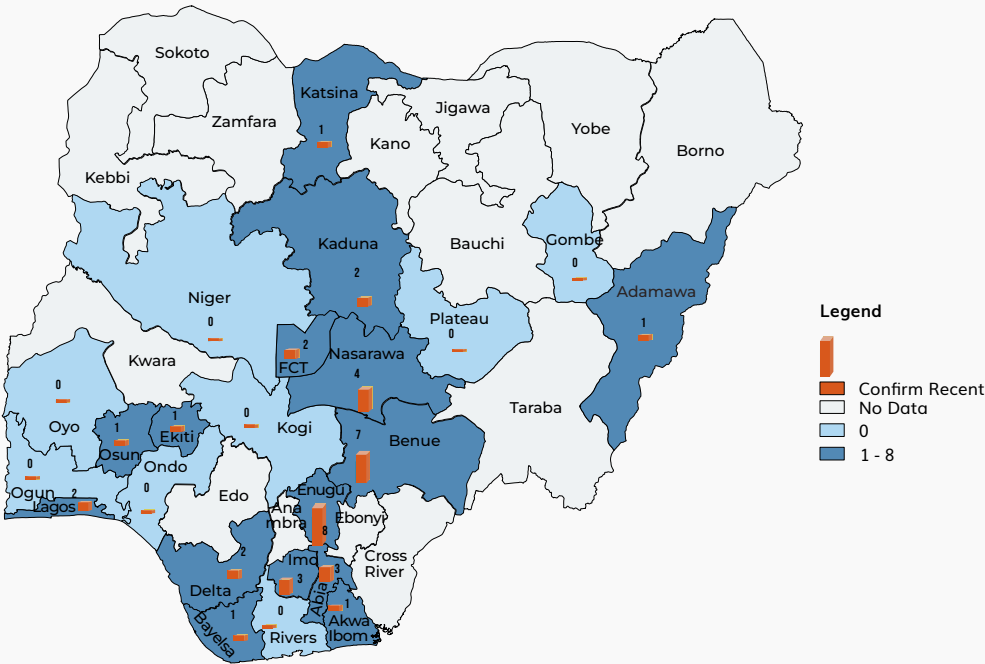 Sokoto
Katsina
1
Zamfara
Jigawa
Kano
Yobe
Borno
Kebbi
Kaduna
2
Bauchi
Gombe
0
Adamawa
1
Niger
0
Plateau
0
FCT
2
Nasarawa
4
Kwara
Taraba
Oyo
0
Osun
1
Ekiti
1
Kogi
0
Benue
7
Ogun
0
Lagos
2
Ondo
0
Edo
Enugu
8
Ana
mbra
Ebonyi
Cross
River
Delta
2
Imo
3
Abia
3
Akwa
Ibom
1
Bayelsa
1
Rivers
0
Legend
Confirm Recent
No Data
0
1 - 8